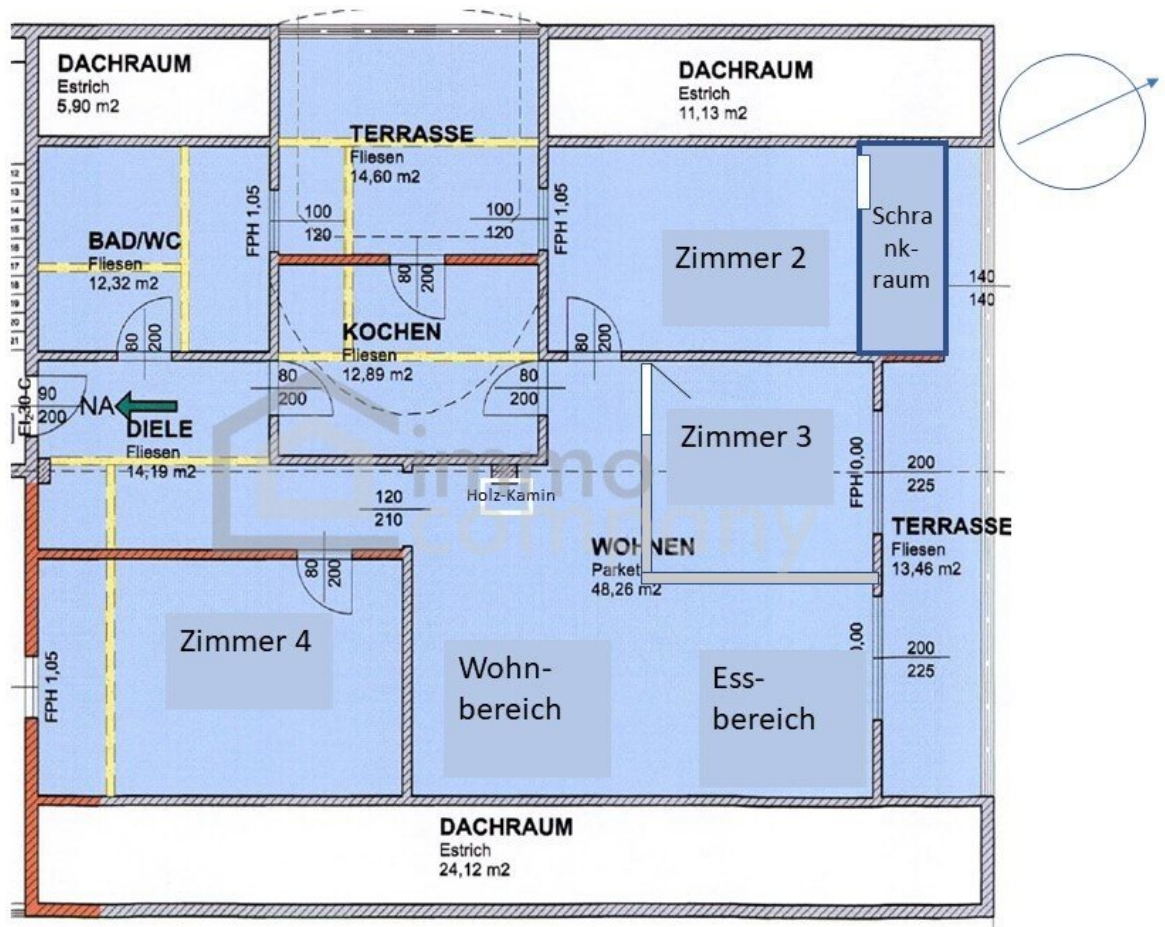 DACHRAUM
Estrich
5,90 m2
DACHRAUM
Estrich
11,13 m2
TERRASSE
Fliesen
14,60 m2
FPH 1,05
100
120
100
120
FPH 1,05
BAD/WC
Fliesen
12,32 m2
Zimmer 2
Schra
nk-
raum
140
140
80
200
80
200
80
200
KOCHEN
Fliesen
12,89 m2
80
200
80
200
EI₂30-C
90
200
NA
DIELE
Fliesen
14,19 m2
Zimmer 3
FPH 0,00
200
225
immo
company
Holz-Kamin
120
210
WOHNEN
Parket
48,26 m2
TERRASSE
Fliesen
13,46 m2
80
200
Zimmer 4
FPH 1,05
Wohn-
bereich
Ess-
bereich
0,00
200
225
DACHRAUM
Estrich
24,12 m2